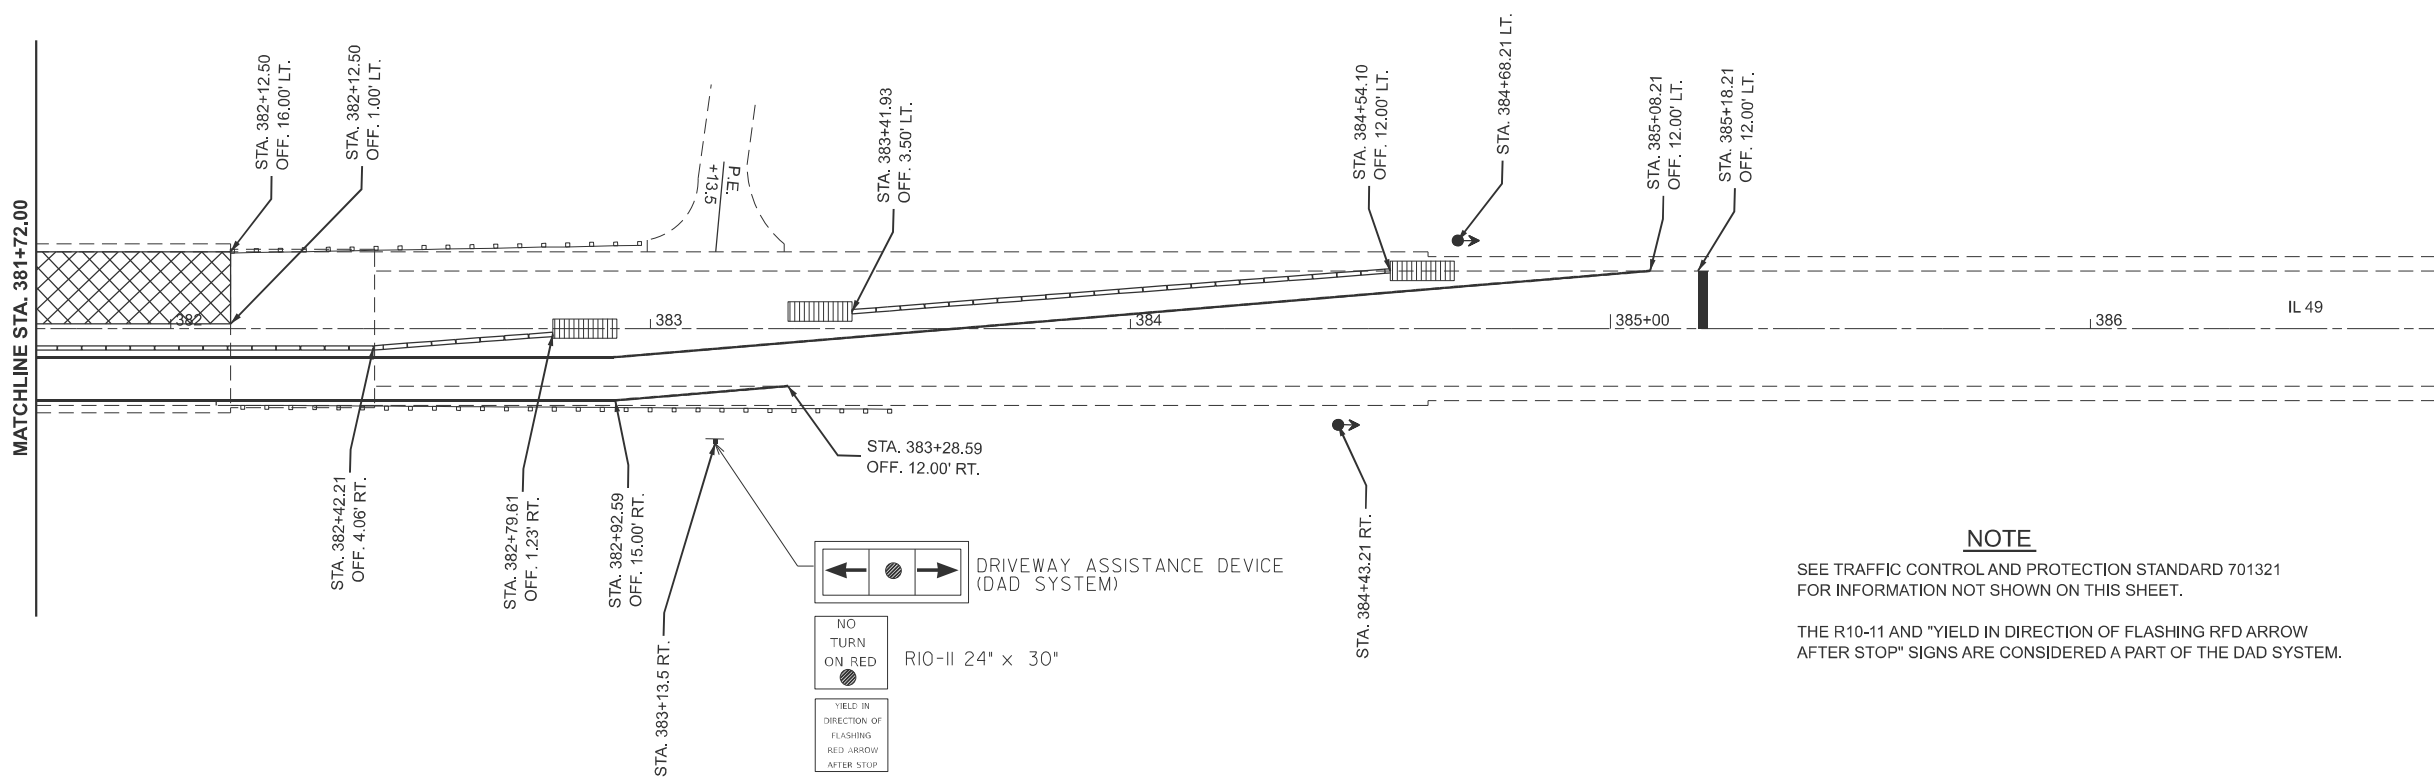 MATCHLINE STA. 381+72.00
STA. 382+12.50
OFF. 16.00' LT.
STA. 382+12.50
OFF. 1.00' LT.
P.E.
+13.5
STA. 383+41.93
OFF. 3.50' LT.
STA. 384+54.10
OFF. 12.00' LT.
STA. 384+68.21 LT.
STA. 385+08.21
OFF. 12.00' LT.
STA. 385+18.21
OFF. 12.00' LT.
382
383
384
385+00
386
IL 49
STA. 382+42.21
OFF. 4.06' RT.
STA. 382+79.61
OFF. 1.23' RT.
STA. 382+92.59
OFF. 15.00' RT.
STA. 383+13.5 RT.
STA. 383+28.59
OFF. 12.00' RT.
STA. 384+43.21 RT.
DRIVEWAY ASSISTANCE DEVICE
(DAD SYSTEM)
NO
TURN
ON RED
R10-11 24" x 30"
YIELD IN
DIRECTION OF
FLASHING
RED ARROW
AFTER STOP
NOTE
SEE TRAFFIC CONTROL AND PROTECTION STANDARD 701321
FOR INFORMATION NOT SHOWN ON THIS SHEET.
THE R10-11 AND "YIELD IN DIRECTION OF FLASHING RFD ARROW
AFTER STOP" SIGNS ARE CONSIDERED A PART OF THE DAD SYSTEM.